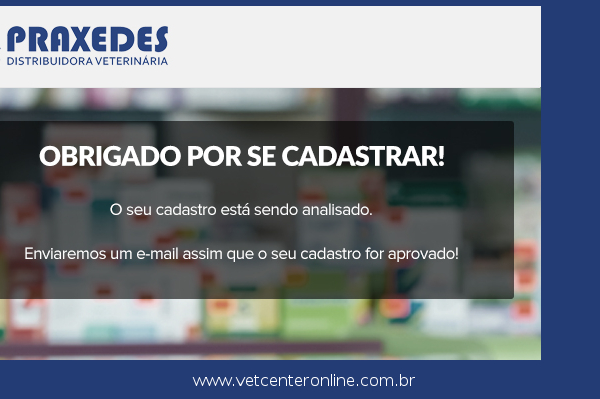 PRAXEDES
DISTRIBUIDORA VETERINÁRIA
OBRIGADO POR SE CADASTRAR!
O seu cadastro está sendo analisado.
Enviaremos um e-mail assim que o seu cadastro for aprovado!
www.vetcenteronline.com.br